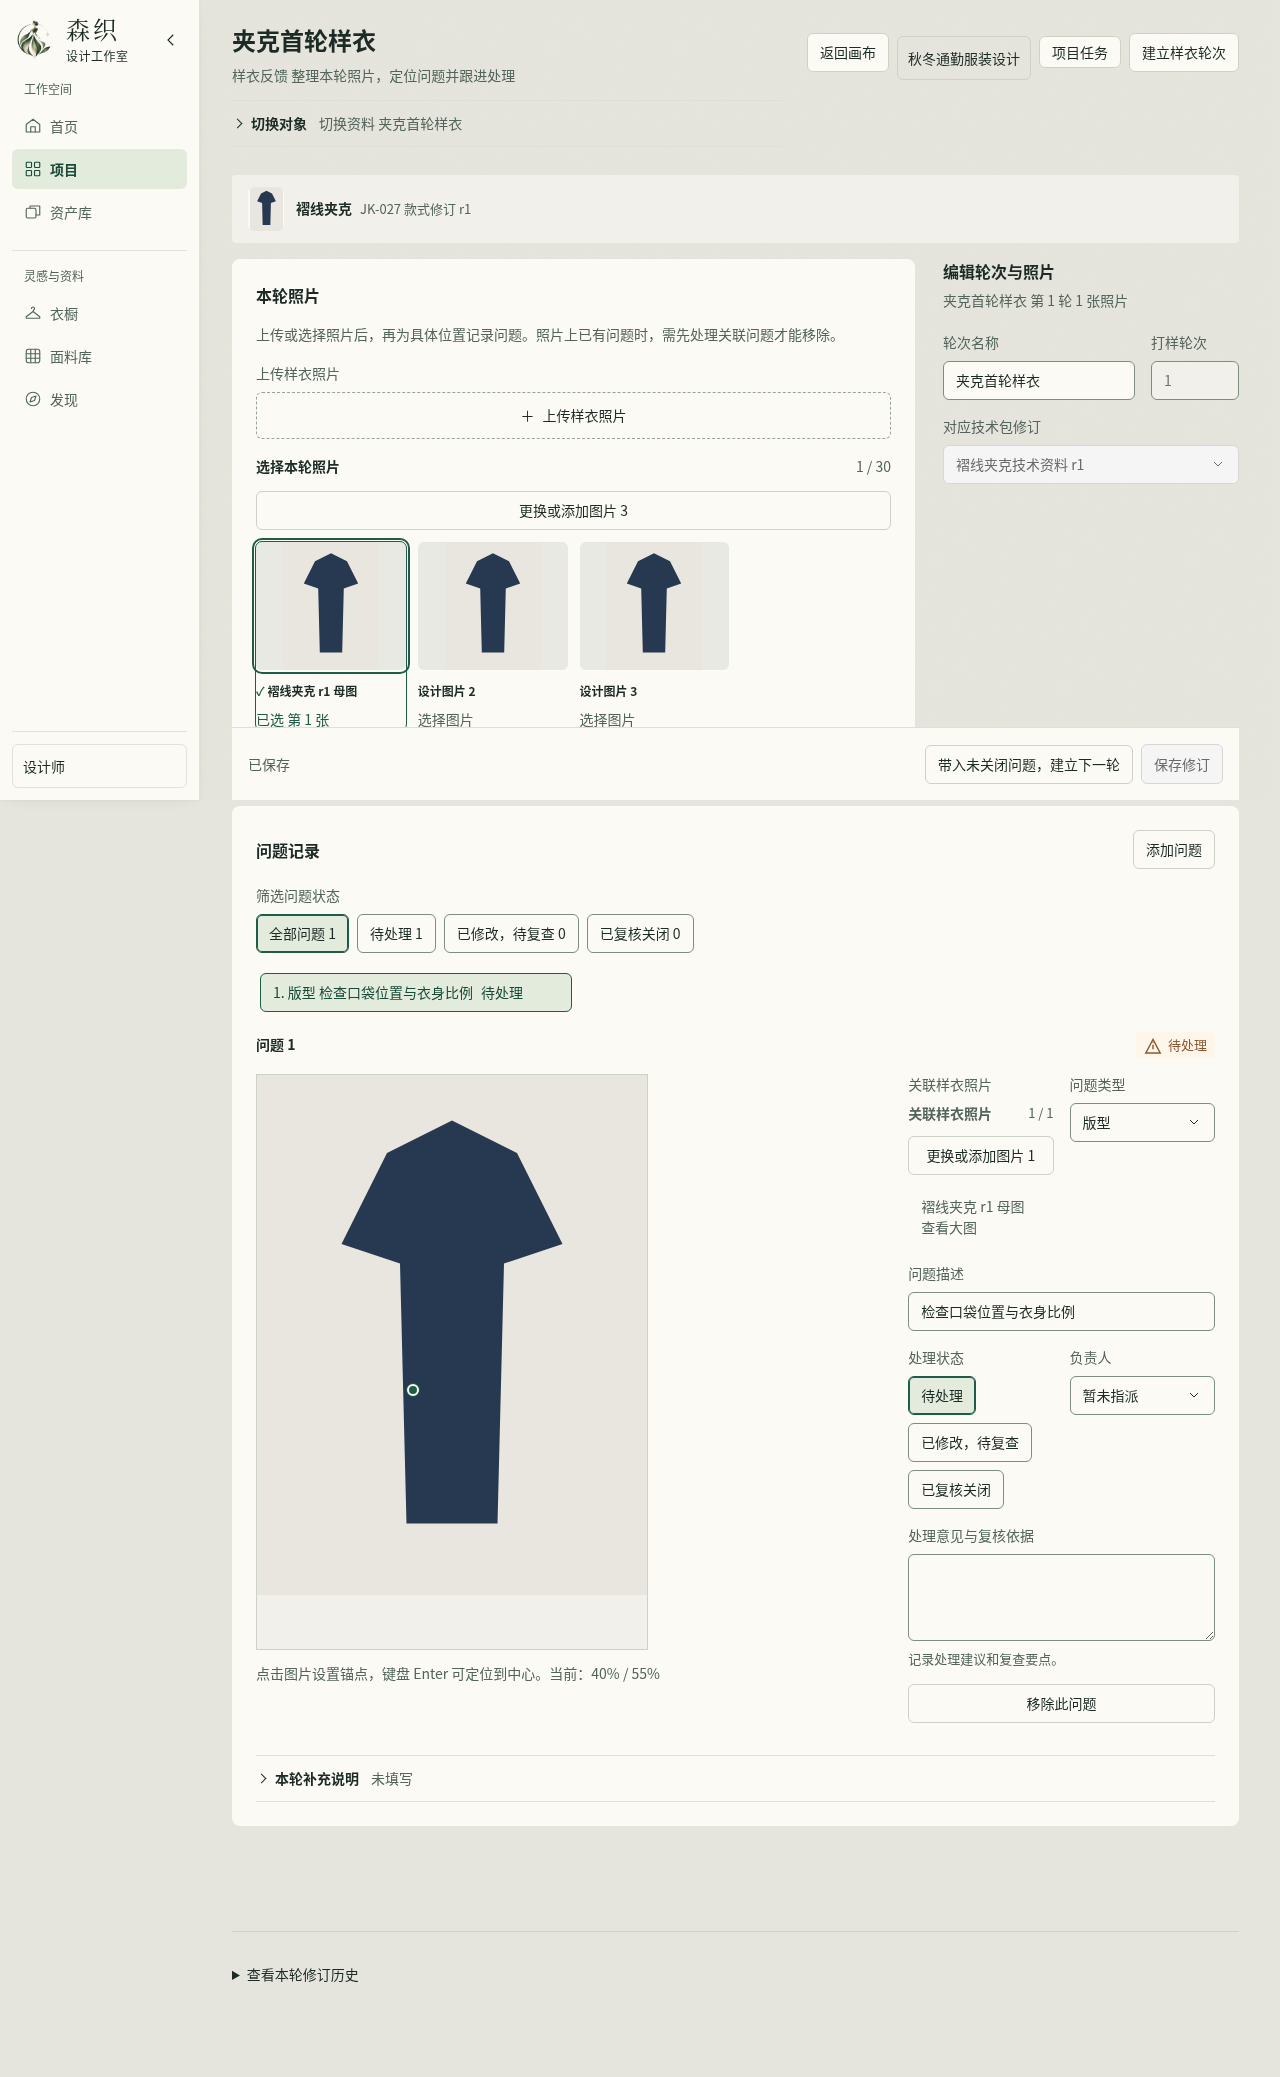 森织
设计工作室
工作空间
首页
项目
资产库
灵感与资料
衣橱
面料库
发现
设计师
夹克首轮样衣
样衣反馈 整理本轮照片，定位问题并跟进处理
返回画布
秋冬通勤服装设计
项目任务
建立样衣轮次
切换对象 切换资料 夹克首轮样衣
褶线夹克 JK-027 款式修订 r1
本轮照片
上传或选择照片后，再为具体位置记录问题。照片上已有问题时，需先处理关联问题才能移除。
上传样衣照片
上传样衣照片
选择本轮照片 1 / 30
更换或添加图片 3
✓ 褶线夹克 r1 母图
已选 第 1 张
设计图片 2
选择图片
设计图片 3
选择图片
编辑轮次与照片
夹克首轮样衣 第 1 轮 1 张照片
轮次名称
夹克首轮样衣
打样轮次
1
对应技术包修订
褶线夹克技术资料 r1
已保存
带入未关闭问题，建立下一轮
保存修订
问题记录
添加问题
筛选问题状态
全部问题 1
待处理 1
已修改，待复查 0
已复核关闭 0
1. 版型 检查口袋位置与衣身比例 待处理
问题 1
待处理
点击图片设置锚点，键盘 Enter 可定位到中心。当前：40% / 55%
关联样衣照片
关联样衣照片 1 / 1
更换或添加图片 1
褶线夹克 r1 母图
查看大图
问题类型
版型
问题描述
检查口袋位置与衣身比例
处理状态
待处理
已修改，待复查
已复核关闭
负责人
暂未指派
处理意见与复核依据
记录处理建议和复查要点。
移除此问题
本轮补充说明 未填写
查看本轮修订历史